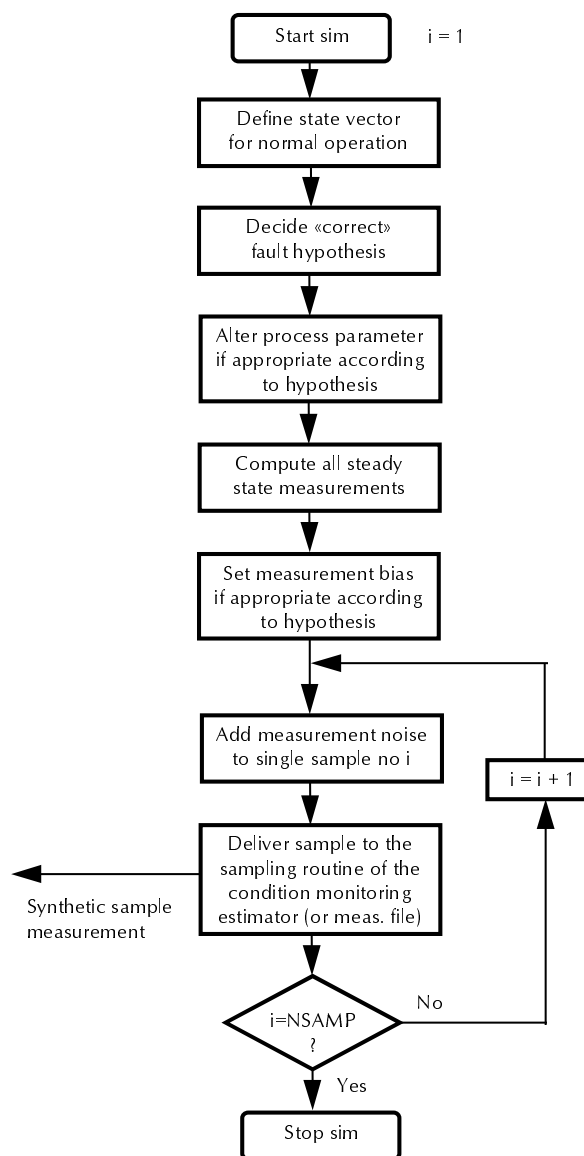 Start sim
i = 1
Define state vector
for normal operation
Decide «correct»
fault hypothesis
Alter process parameter
if appropriate according
to hypothesis
Compute all steady
state measurements
Set measurement bias
if appropriate according
to hypothesis
Add measurement noise
to single sample no i
i = i + 1
Deliver sample to the
sampling routine of the
condition monitoring
estimator (or meas. file)
Synthetic sample
measurement
i=NSAMP
?
No
Yes
Stop sim